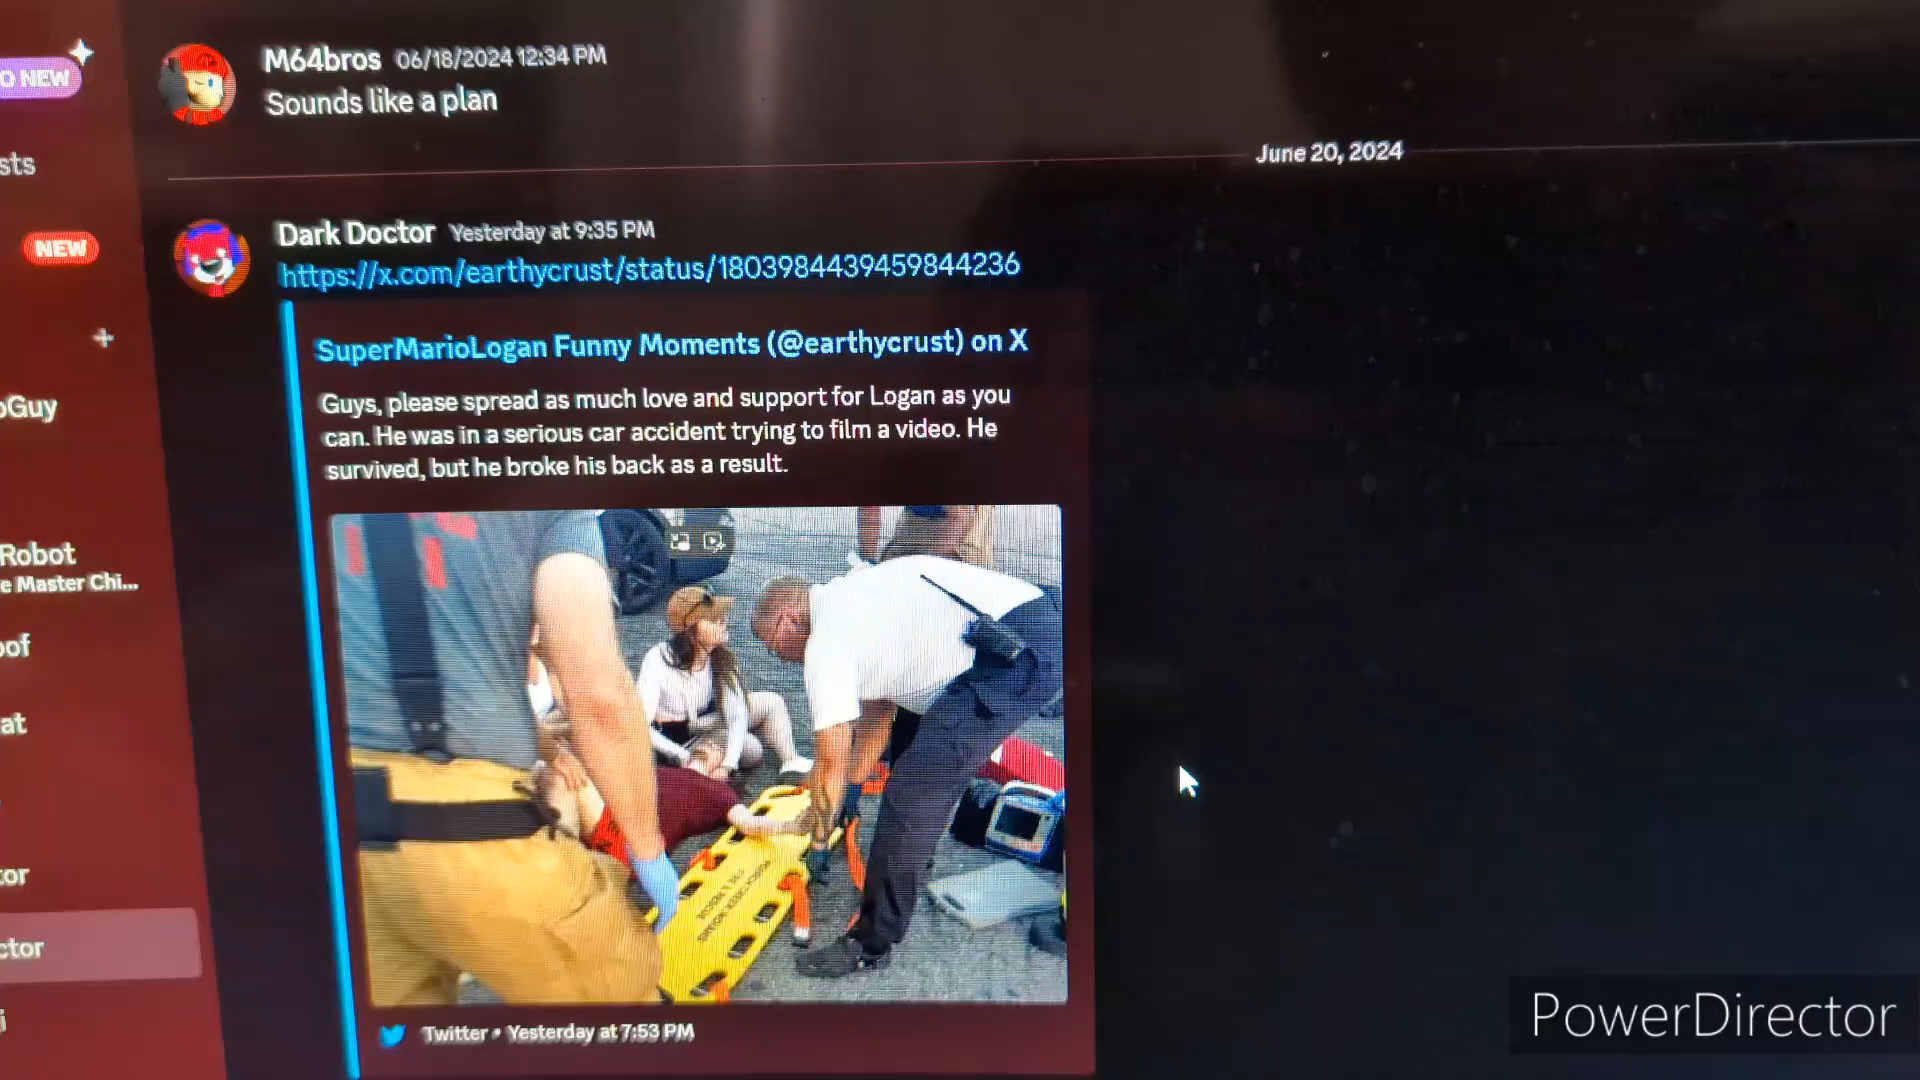 M64bros 06/18/2024 12:34 PM
O NEW
Sounds like a plan
June 20, 2024
sts
Dark Doctor Yesterday at 9:35 PM
NEW
https://x.com/earthycrust/status/1803984439459844236
SuperMarioLogan Funny Moments (@earthycrust) on X
Guys, please spread as much love and support for Logan as you
can. He was in a serious car accident trying to film a video. He
survived, but he broke his back as a result.
oGuy
Robot
e Master Chi...
oof
at
tor
ctor
i
Twitter • Yesterday at 7:53 PM
PowerDirector